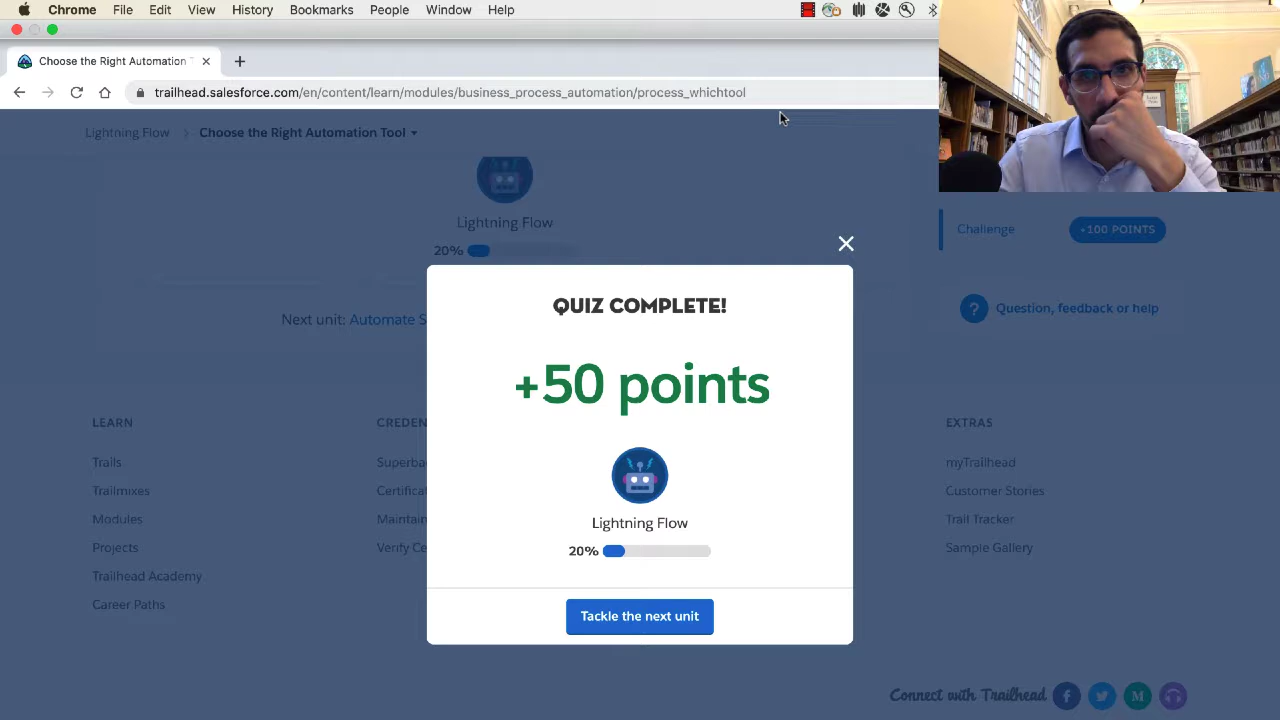 Chrome File Edit View History Bookmarks People Window Help
Choose the Right Automation T
trailhead.salesforce.com/en/content/learn/modules/business_process_automation/process_whichtool
Lightning Flow Choose the Right Automation Tool
Lightning Flow
20%
Challenge +100 POINTS
Next unit: Automate S
? Question, feedback or help
QUIZ COMPLETE!
+50 points
Lightning Flow
20%
Tackle the next unit
LEARN
Trails
Trailmixes
Modules
Projects
Trailhead Academy
Career Paths
CREDEN
Superba
Certificat
Maintain
Verify Ce
EXTRAS
myTrailhead
Customer Stories
Trail Tracker
Sample Gallery
Connect with Trailhead